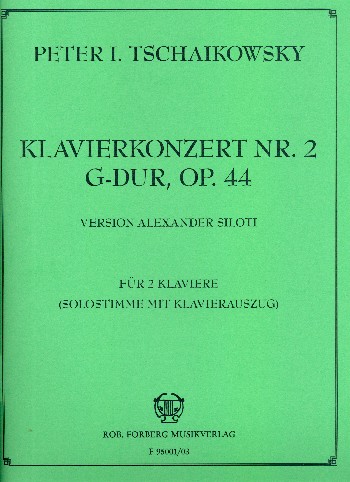 PETER I. TSCHAIKOWSKY
KLAVIERKONZERT NR. 2
G-DUR, OP. 44
VERSION ALEXANDER SILOTI
FÜR 2 KLAVIERE
(SOLOSTIMME MIT KLAVIERAUSZUG)
ROB. FORBERG MUSIKVERLAG
F 95001/03